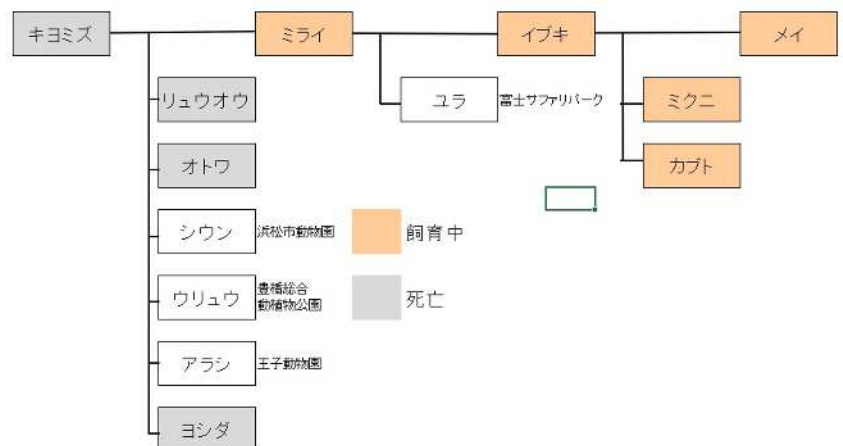 キヨミズ
ミライ
イブキ
メイ
リュウオウ
ユラ
富士サファリパーク
ミクニ
オトワ
カブト
シウン
浜松市動物園
飼育中
ウリュウ
豊橋総合
動植物公園
死亡
アラシ
王子動物園
ヨシダ